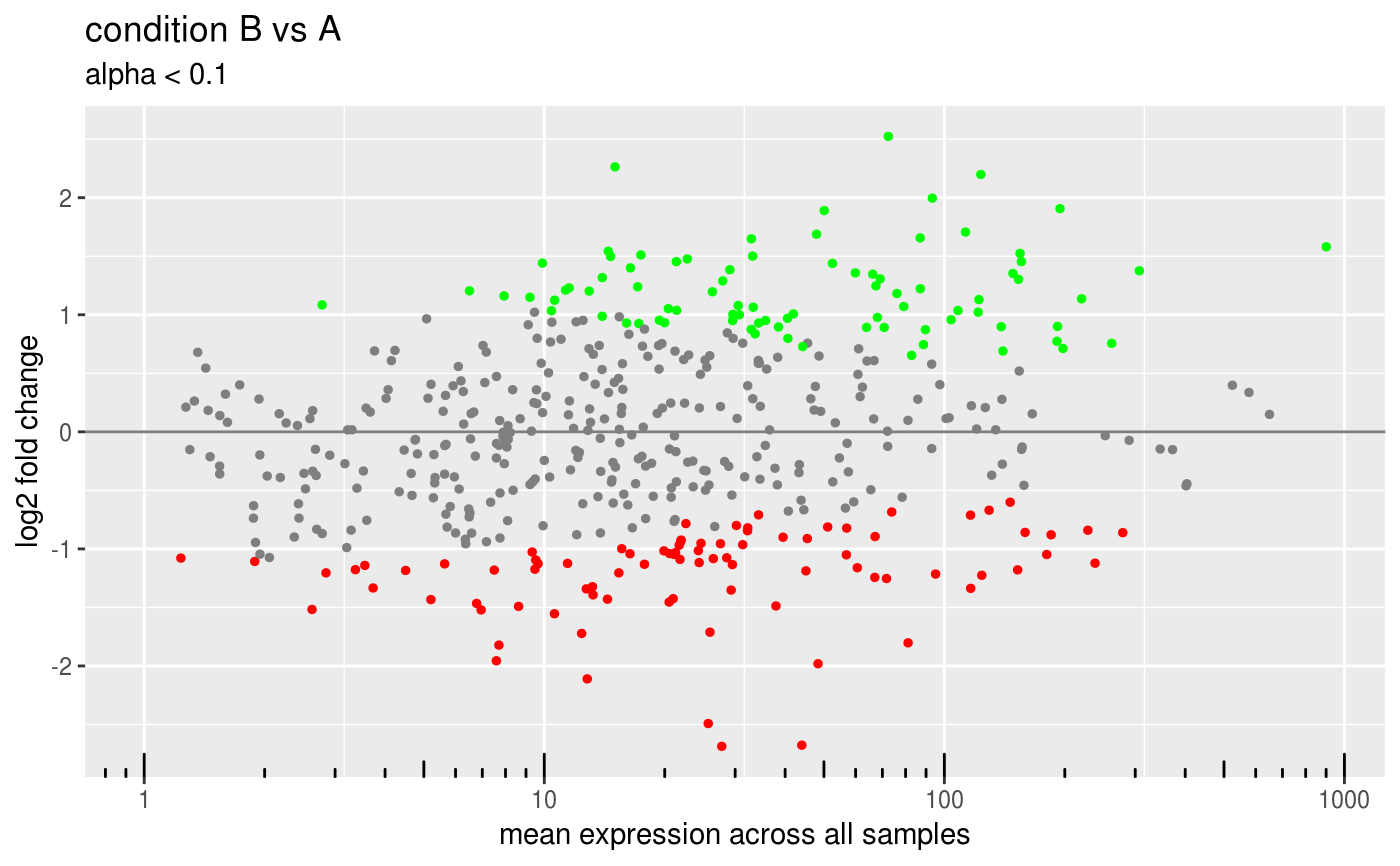 condition B vs A
alpha < 0.1
log2 fold change
2
1
0
-1
-2
1 10 100 1000
mean expression across all samples